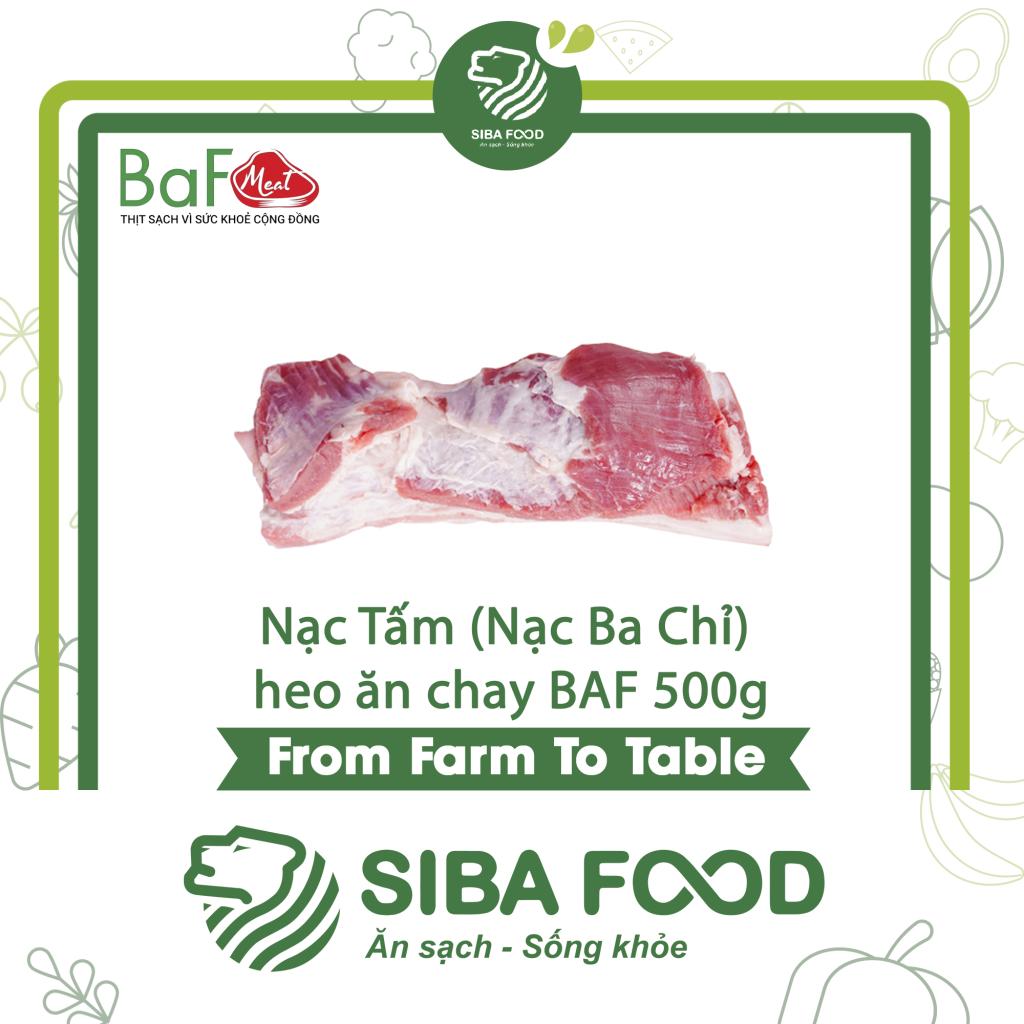 SIBA FOOD
Ăn sạch - Sống khỏe
BaF Meat
THỊT SẠCH VÌ SỨC KHOẺ CỘNG ĐỒNG
Nạc Tấm (Nạc Ba Chỉ)
heo ăn chay BAF 500g
From Farm To Table
SIBA FOOD
Ăn sạch - Sống khỏe